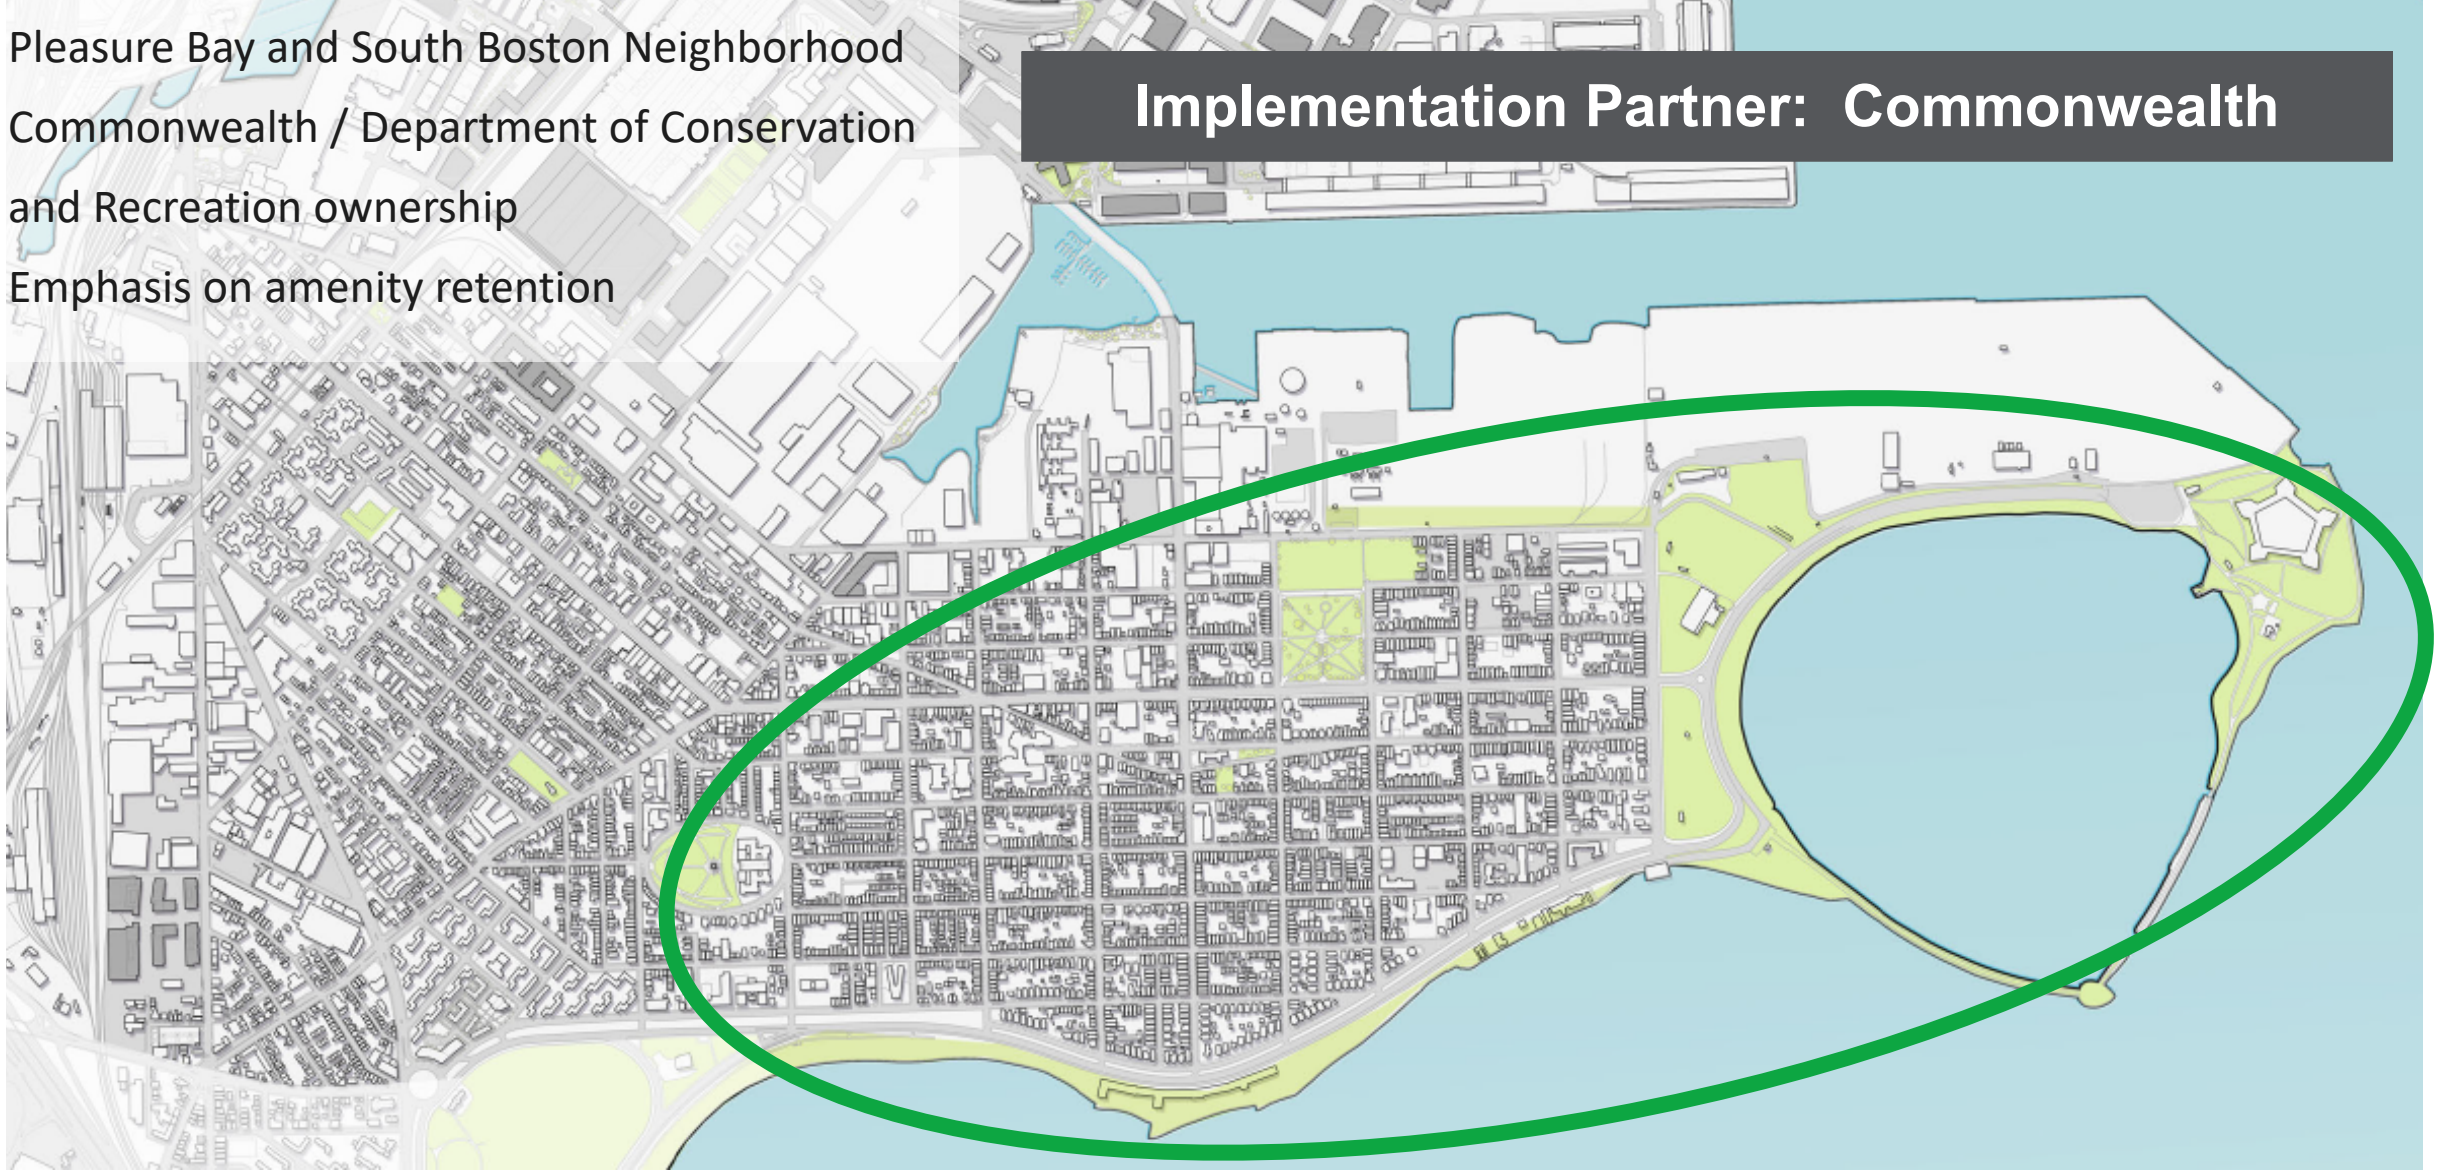 Pleasure Bay and South Boston Neighborhood
Commonwealth / Department of Conservation
and Recreation ownership
Emphasis on amenity retention
Implementation Partner: Commonwealth